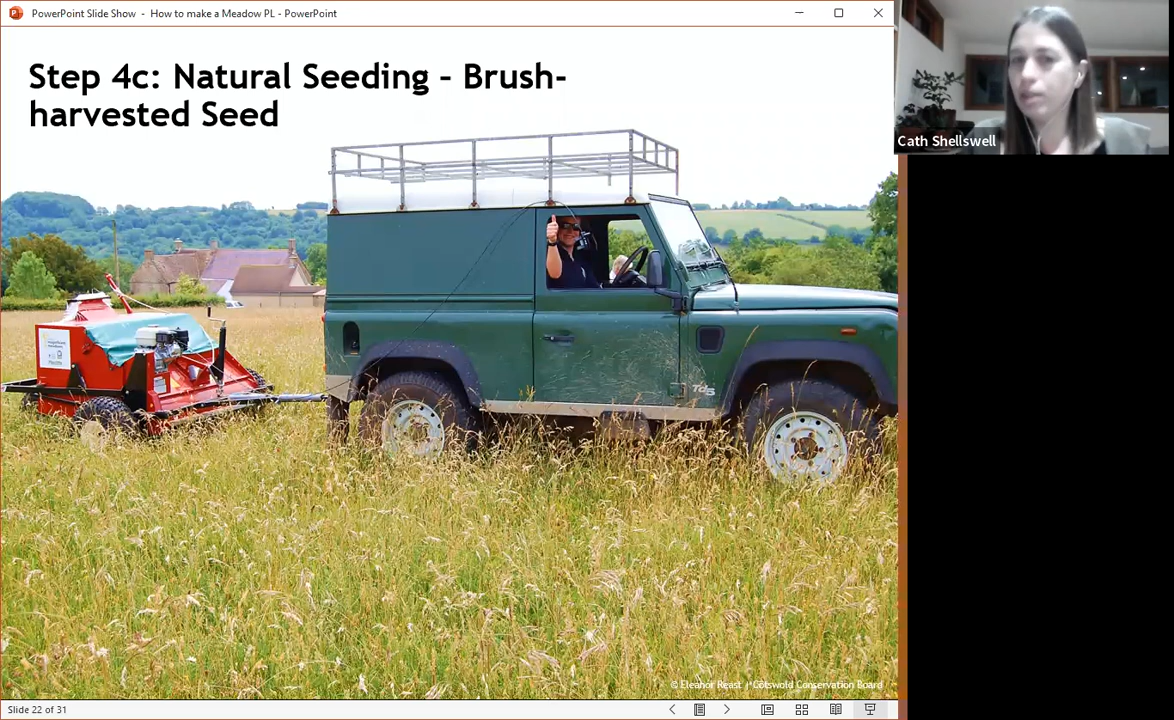 PowerPoint Slide Show - How to make a Meadow PL - PowerPoint
Step 4c: Natural Seeding – Brush-
harvested Seed
Cath Shellswell
Td5
© Eleanor Reast | Cotswold Conservation Board
Slide 22 of 31